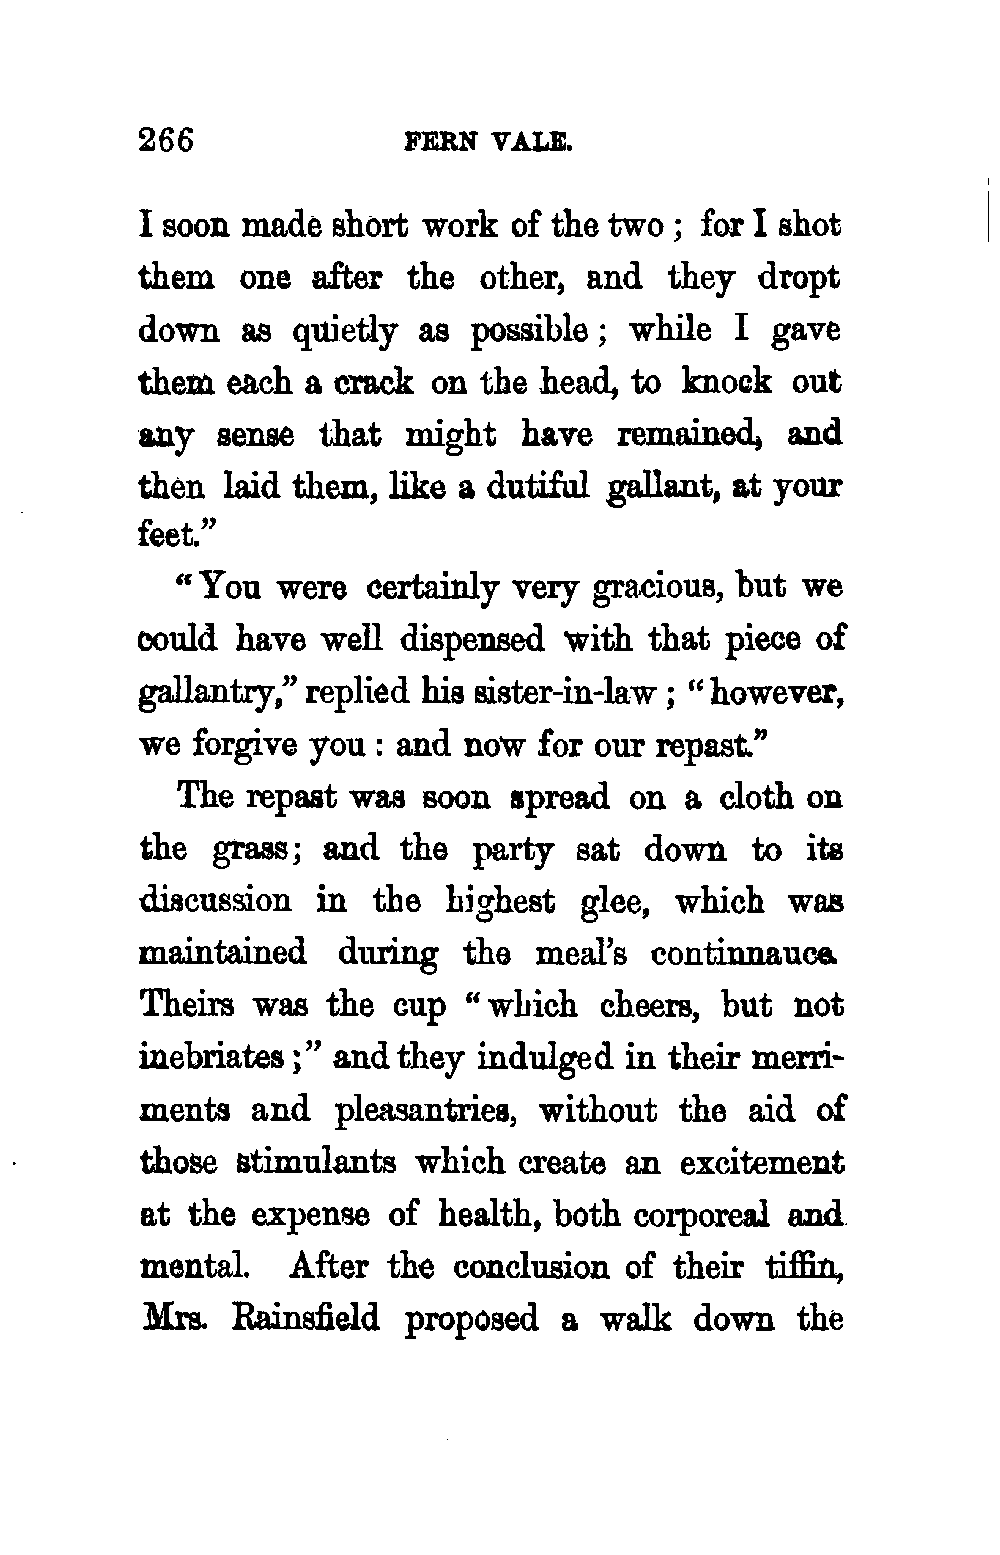 266 FERN VALE.
I soon made short work of the two ; for I shot
them one after the other, and they dropt
down as quietly as possible ; while I gave
them each a crack on the head, to knock out
any sense that might have remained, and
then laid them, like a dutiful gallant, at your
feet.”
“ You were certainly very gracious, but we
could have well dispensed with that piece of
gallantry,” replied his sister-in-law ; “ however,
we forgive you : and now for our repast.”
The repast was soon spread on a cloth on
the grass; and the party sat down to its
discussion in the highest glee, which was
maintained during the meal’s continnauce.
Theirs was the cup “ which cheers, but not
inebriates ;” and they indulged in their merri-
ments and pleasantries, without the aid of
those stimulants which create an excitement
at the expense of health, both corporeal and
mental. After the conclusion of their tiffin,
Mrs. Rainsfield proposed a walk down the